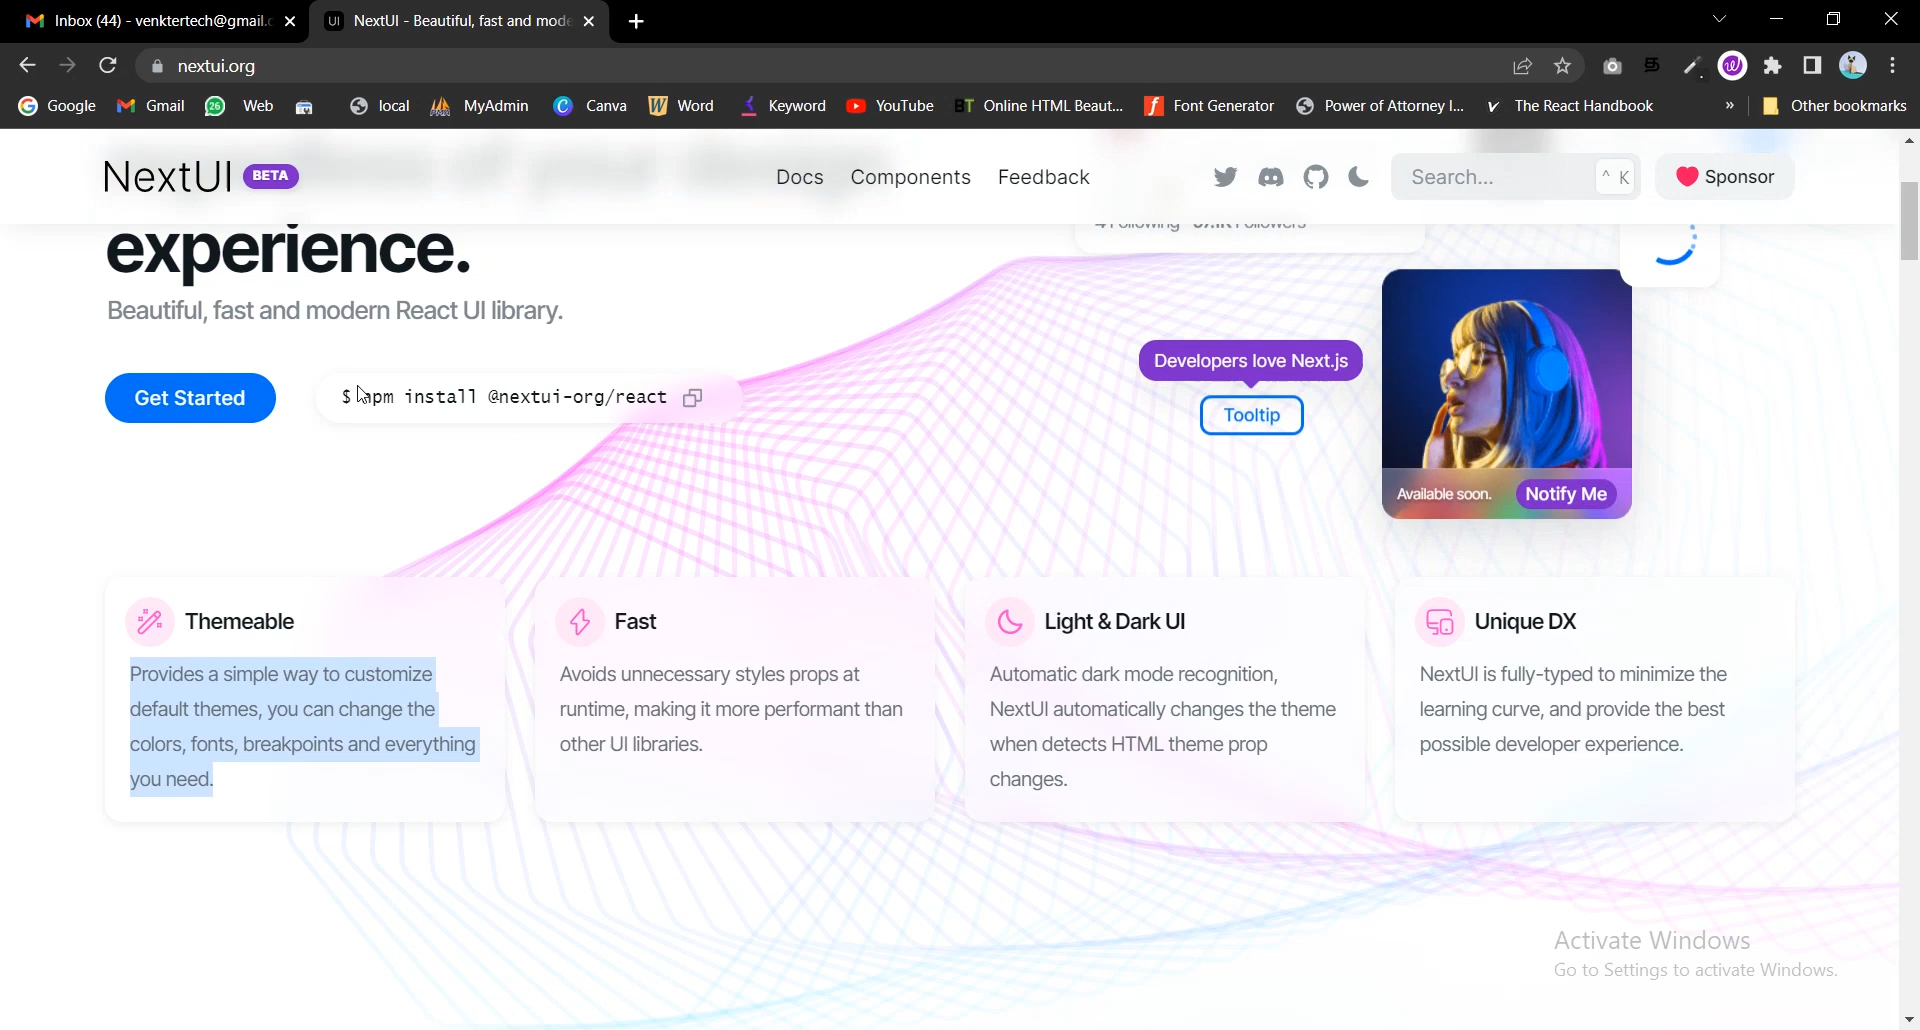 Inbox (44) - venktertech@gmail.c
UI NextUI - Beautiful, fast and mode
nextui.org
Google Gmail 26 Web local MyAdmin Canva Word Keyword YouTube BT Online HTML Beaut... Font Generator Power of Attorney I... The React Handbook » Other bookmarks
NextUI BETA Docs Components Feedback Search... ^ K Sponsor
experience.
Beautiful, fast and modern React UI library.
Get Started $ npm install @nextui-org/react
Developers love Next.js
Tooltip
Available soon. Notify Me
Themeable
Provides a simple way to customize
default themes, you can change the
colors, fonts, breakpoints and everything
you need.
Fast
Avoids unnecessary styles props at
runtime, making it more performant than
other UI libraries.
Light & Dark UI
Automatic dark mode recognition,
NextUI automatically changes the theme
when detects HTML theme prop
changes.
Unique DX
NextUI is fully-typed to minimize the
learning curve, and provide the best
possible developer experience.
Activate Windows
Go to Settings to activate Windows.